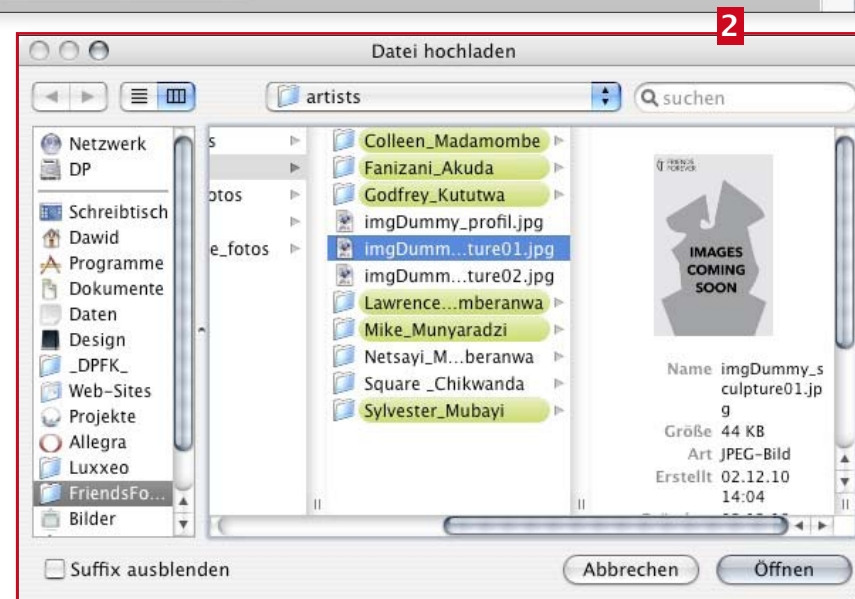 2
Datei hochladen
artists
suchen
Netzwerk
DP
Schreibtisch
Dawid
Programme
Dokumente
Daten
Design
_DPFK_
Web-Sites
Projekte
Allegra
Luxxeo
FriendsFo...
Bilder
s
otos
e_fotos
Colleen_Madamombe
Fanizani_Akuda
Godfrey_Kututwa
imgDummy_profil.jpg
imgDumm...ture01.jpg
imgDumm...ture02.jpg
Lawrence...mberanwa
Mike_Munyaradzi
Netsayi_M...beranwa
Square _Chikwanda
Sylvester_Mubayi
FRIENDS
FOREVER
IMAGES
COMING
SOON
Name imgDummy_s
culpture01.jp
g
Größe 44 KB
Art JPEG-Bild
Erstellt 02.12.10
14:04
Suffix ausblenden
Abbrechen
Öffnen